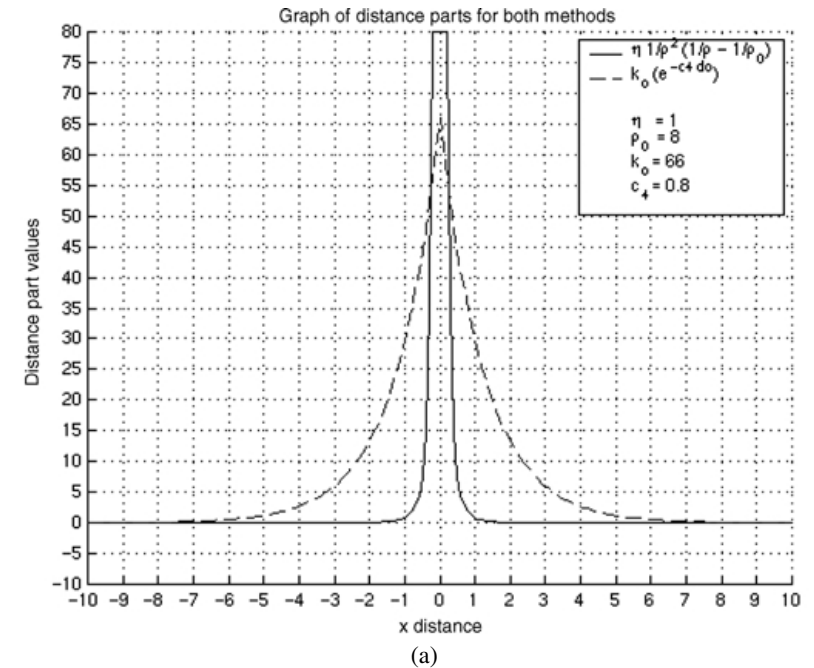 Graph of distance parts for both methods
80
75
70
65
60
55
50
45
40
35
30
25
20
15
10
5
0
−5
−10
Distance part values
η 1/ρ² (1/ρ − 1/ρ₀)
kₒ (e^−c4 do)
η = 1
ρ₀ = 8
kₒ = 66
c₄ = 0.8
−10 −9 −8 −7 −6 −5 −4 −3 −2 −1 0 1 2 3 4 5 6 7 8 9 10
x distance
(a)